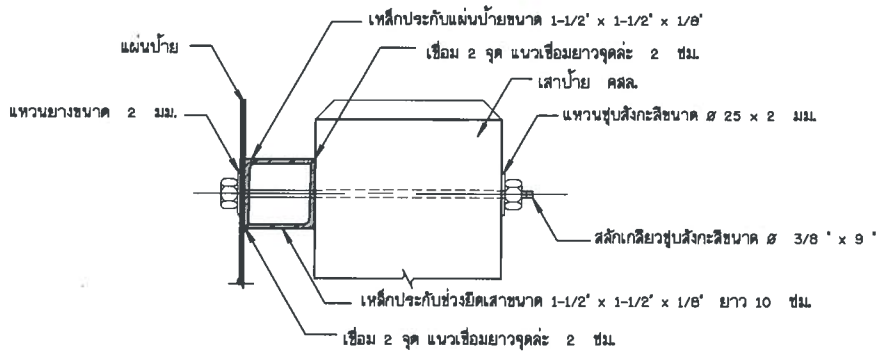 เหล็กประกับแผ่นป้ายขนาด 1-1/2" x 1-1/2" x 1/8"
แผ่นป้าย
เชื่อม 2 จุด แนวเชื่อมยาวจุดล่ะ 2 ซม.
เสาป้าย คสล.
แหวนยางขนาด 2 มม.
แหวนชุบสังกะสีขนาด ø 25 x 2 มม.
สลักเกลียวชุบสังกะสีขนาด ø 3/8 " x 9 "
เหล็กประกับช่วงยึดเสาขนาด 1-1/2" x 1-1/2" x 1/8" ยาว 10 ซม.
เชื่อม 2 จุด แนวเชื่อมยาวจุดล่ะ 2 ซม.